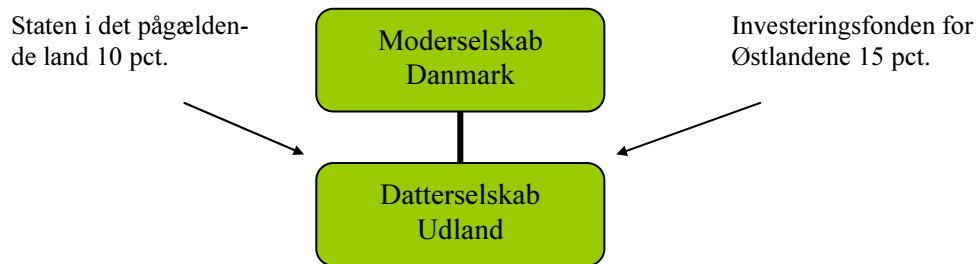 Staten i det pågælden-
de land 10 pct.
Moderselskab
Danmark
Investeringsfonden for
Østlandene 15 pct.
Datterselskab
Udland